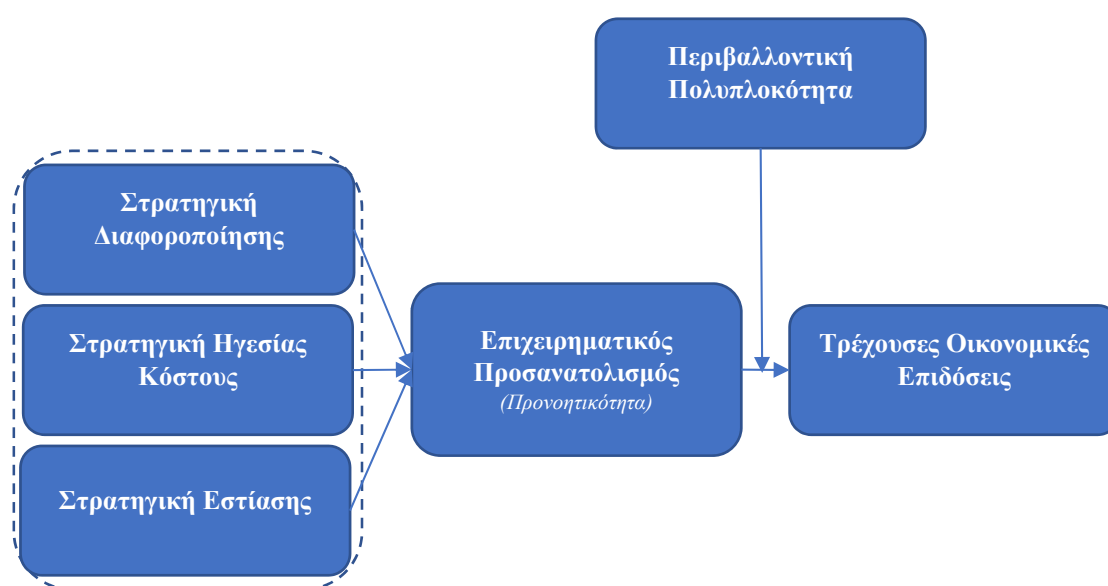 Περιβαλλοντική
Πολυπλοκότητα
Στρατηγική
Διαφοροποίησης
Στρατηγική Ηγεσίας
Κόστους
Στρατηγική Εστίασης
Επιχειρηματικός
Προσανατολισμός
(Προνοητικότητα)
Τρέχουσες Οικονομικές
Επιδόσεις